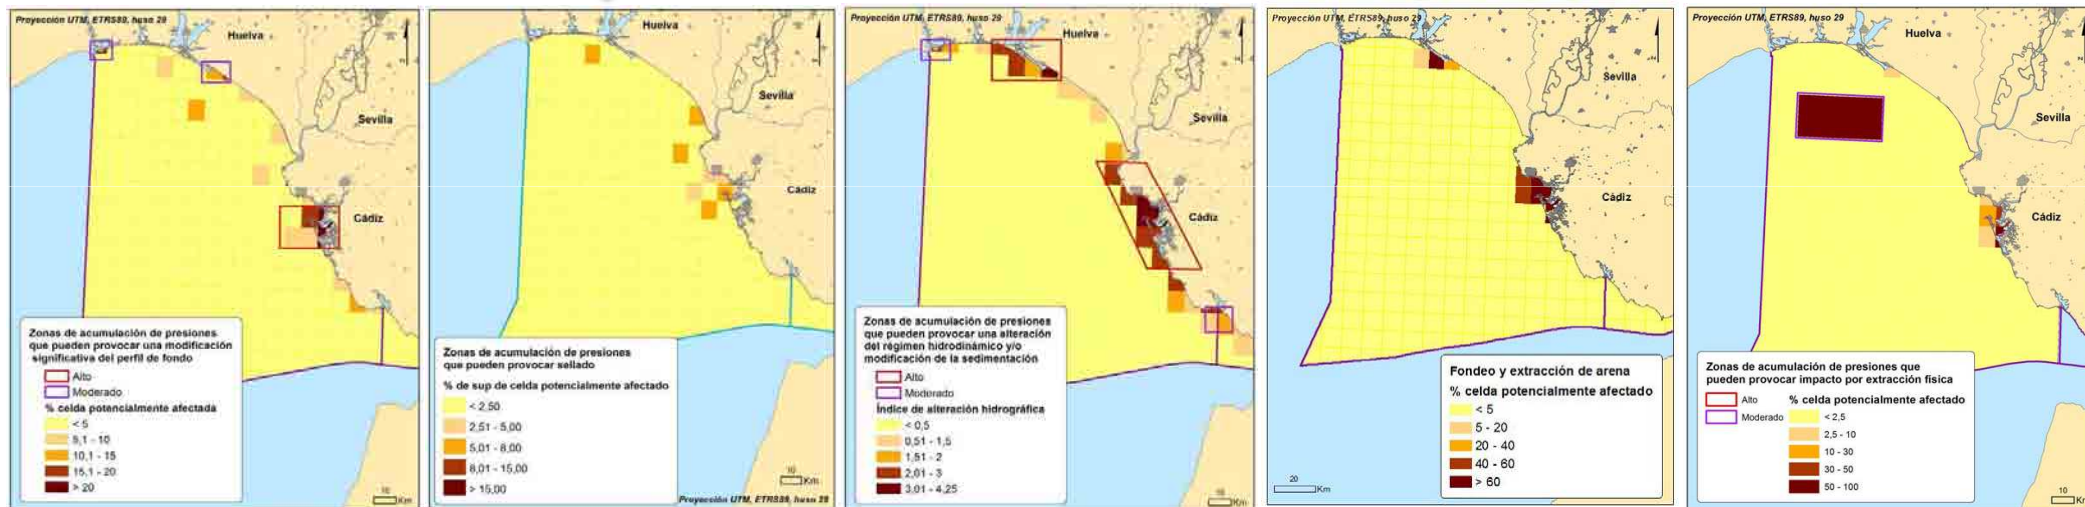 Proyección UTM, ETRS89, huso 29
Huelva
Sevilla
Cádiz
Zonas de acumulación de presiones
que pueden provocar una modificación
significativa del perfil de fondo
Alto
Moderado
% celda potencialmente afectada
< 5
5,1 - 10
10,1 - 15
15,1 - 20
> 20
10
Km
Huelva
Sevilla
Cádiz
Zonas de acumulación de presiones
que pueden provocar sellado
% de sup de celda potencialmente afectado
< 2,50
2,51 - 5,00
5,01 - 8,00
8,01 - 15,00
> 15,00
10
Km
Proyección UTM, ETRS89, huso 29
Proyección UTM, ETRS89, huso 29
Huelva
Sevilla
Cádiz
Zonas de acumulación de presiones
que pueden provocar una alteración
del régimen hidrodinámico y/o
modificación de la sedimentación
Alto
Moderado
Índice de alteración hidrográfica
< 0,5
0,51 - 1,5
1,51 - 2
2,01 - 3
3,01 - 4,25
10
Km
Proyección UTM, ETRS89, huso 29
Sevilla
Cádiz
Fondeo y extracción de arena
% celda potencialmente afectado
< 5
5 - 20
20 - 40
40 - 60
> 60
20
Km
Proyección UTM, ETRS89, huso 29
Huelva
Sevilla
Cádiz
Zonas de acumulación de presiones que
pueden provocar impacto por extracción física
Alto
Moderado
% celda potencialmente afectado
< 2,5
2,5 - 10
10 - 30
30 - 50
50 - 100
10